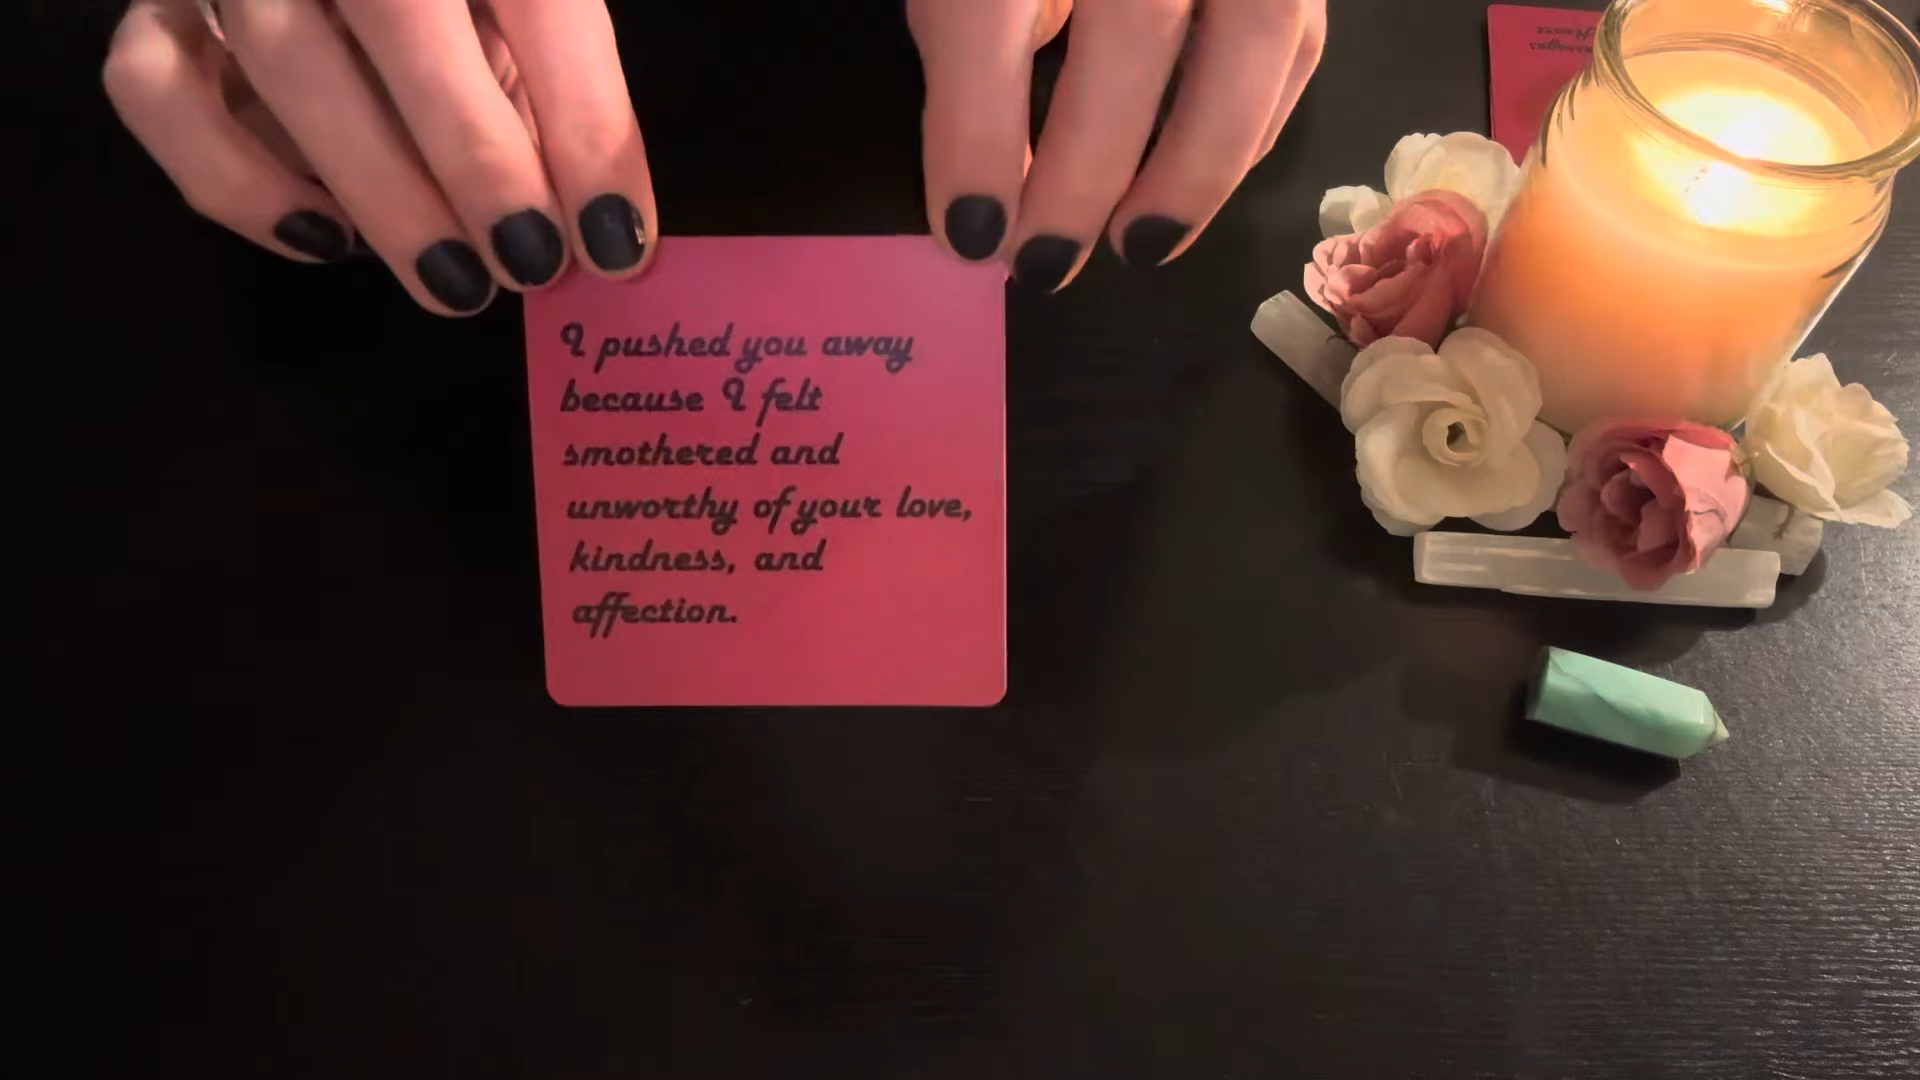 I pushed you away
because I felt
smothered and
unworthy of your love,
kindness, and
affection.